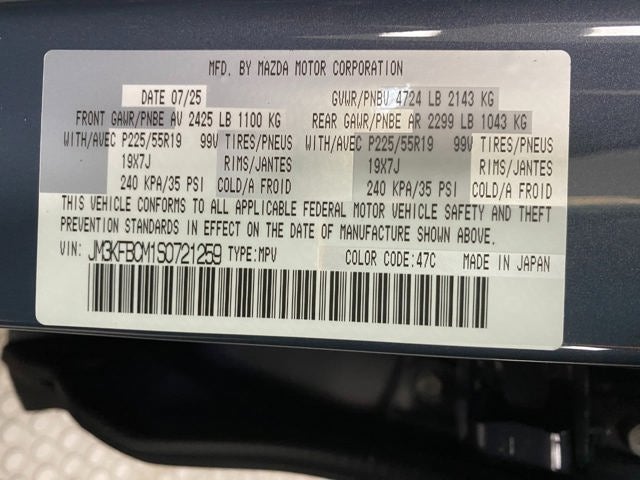 MFD. BY MAZDA MOTOR CORPORATION
DATE 07/25 GVWR/PNBV 4724 LB 2143 KG
FRONT GAWR/PNBE AV 2425 LB 1100 KG REAR GAWR/PNBE AR 2299 LB 1043 KG
WITH/AVEC P225/55R19 99V TIRES/PNEUS WITH/AVEC P225/55R19 99V TIRES/PNEUS
19X7J RIMS/JANTES 19X7J RIMS/JANTES
240 KPA/35 PSI COLD/A FROID 240 KPA/35 PSI COLD/A FROID
THIS VEHICLE CONFORMS TO ALL APPLICABLE FEDERAL MOTOR VEHICLE SAFETY AND THEFT
PREVENTION STANDARDS IN EFFECT ON THE DATE OF MANUFACTURE SHOWN ABOVE.
VIN: JM3KFBCM1S0721259 TYPE:MPV COLOR CODE:47C MADE IN JAPAN